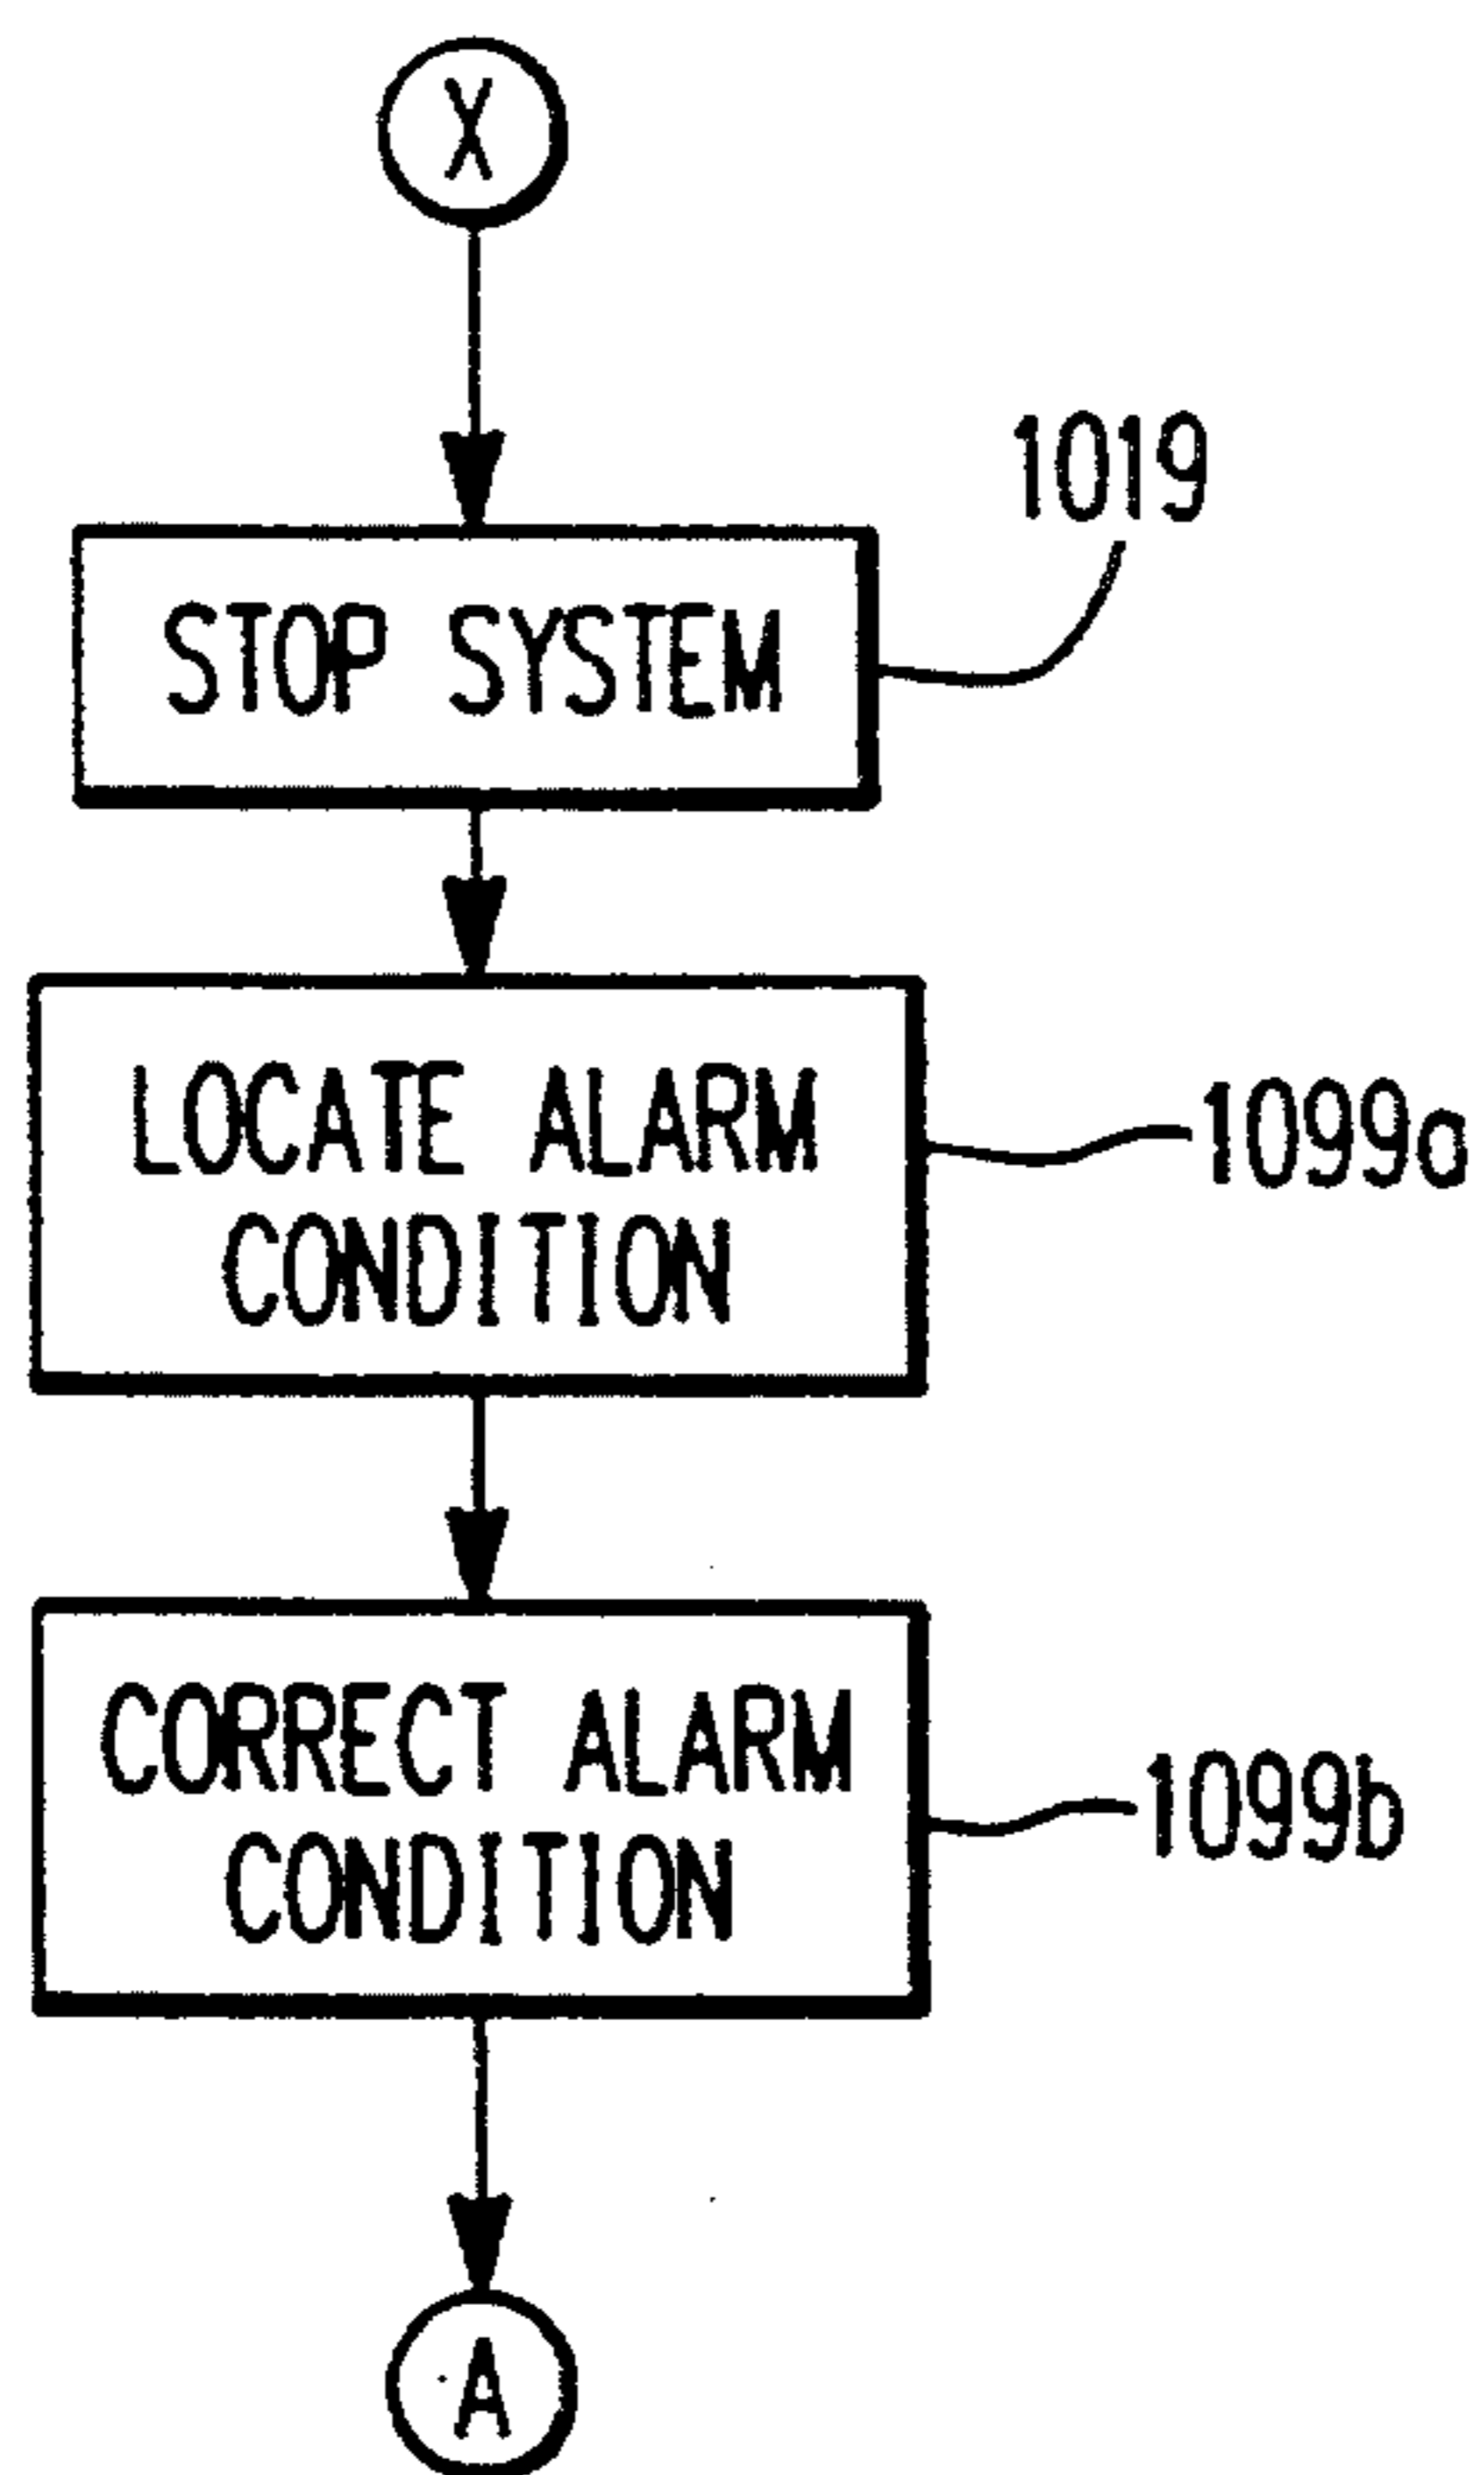 X
1019
STOP SYSTEM
LOCATE ALARM
CONDITION
1099a
CORRECT ALARM
CONDITION
1099b
A